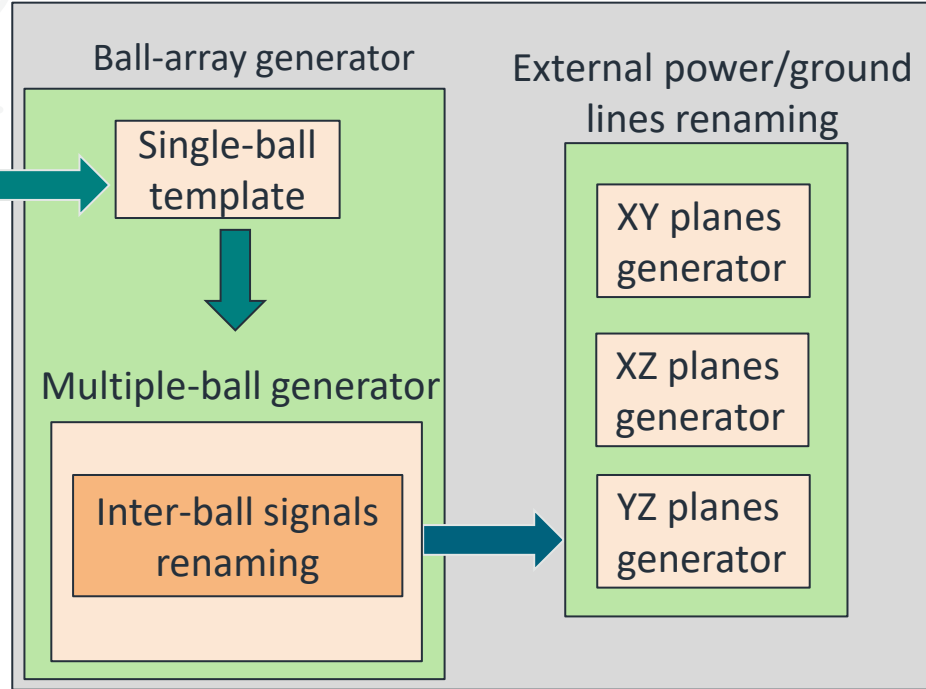 Ball-array generator
Single-ball
template
Multiple-ball generator
Inter-ball signals
renaming
External power/ground
lines renaming
XY planes
generator
XZ planes
generator
YZ planes
generator